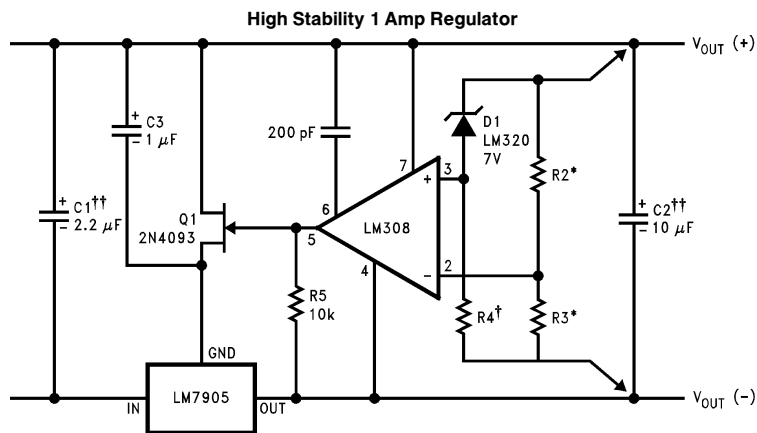 High Stability 1 Amp Regulator
VOUT (+)
+ C3
− 1 μF
200 pF
D1
LM320
7V
R2*
+ C1††
− 2.2 μF
Q1
2N4093
6
5
7
3
+
LM308
4
−
2
+ C2††
− 10 μF
R5
10k
R4†
R3*
GND
IN
LM7905
OUT
VOUT (−)